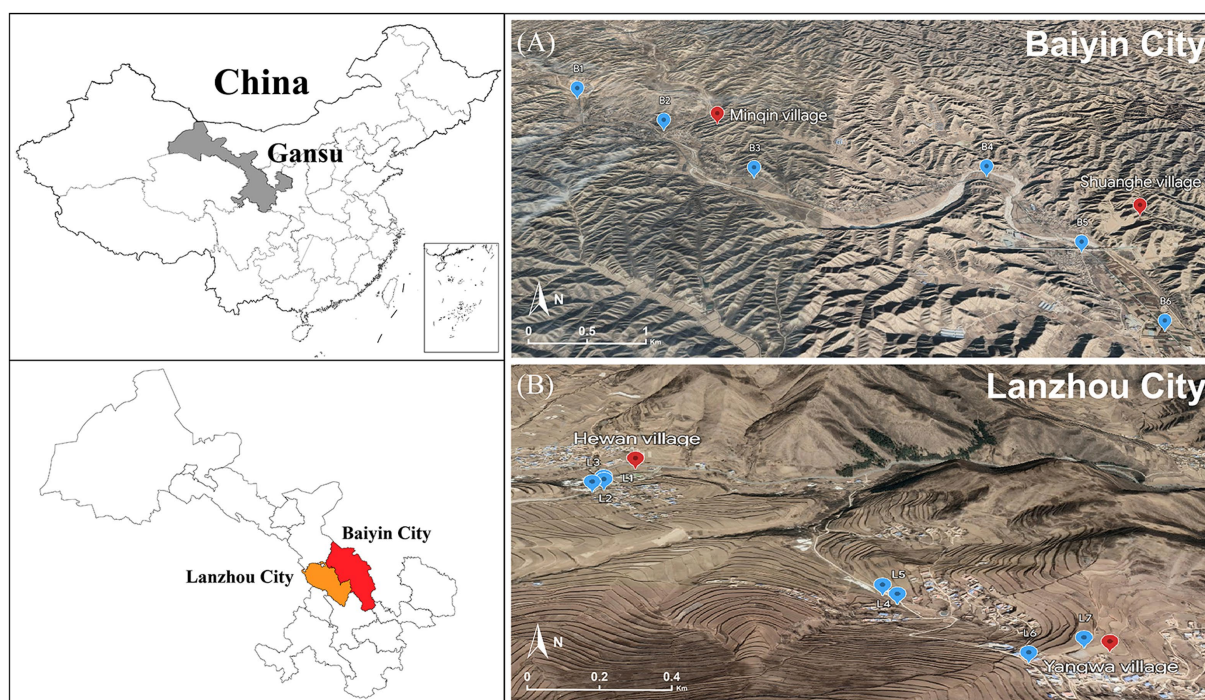 China
Gansu
Baiyin City
Lanzhou City
(A)
Baiyin City
B1
B2
Minqin village
B3
B4
Shuanghe village
B5
B6
N
0 0.5 1
Km
(B)
Lanzhou City
Hewan village
L3
L1
L2
L5
L4
L7
L6
Yangwa village
N
0 0.2 0.4
Km